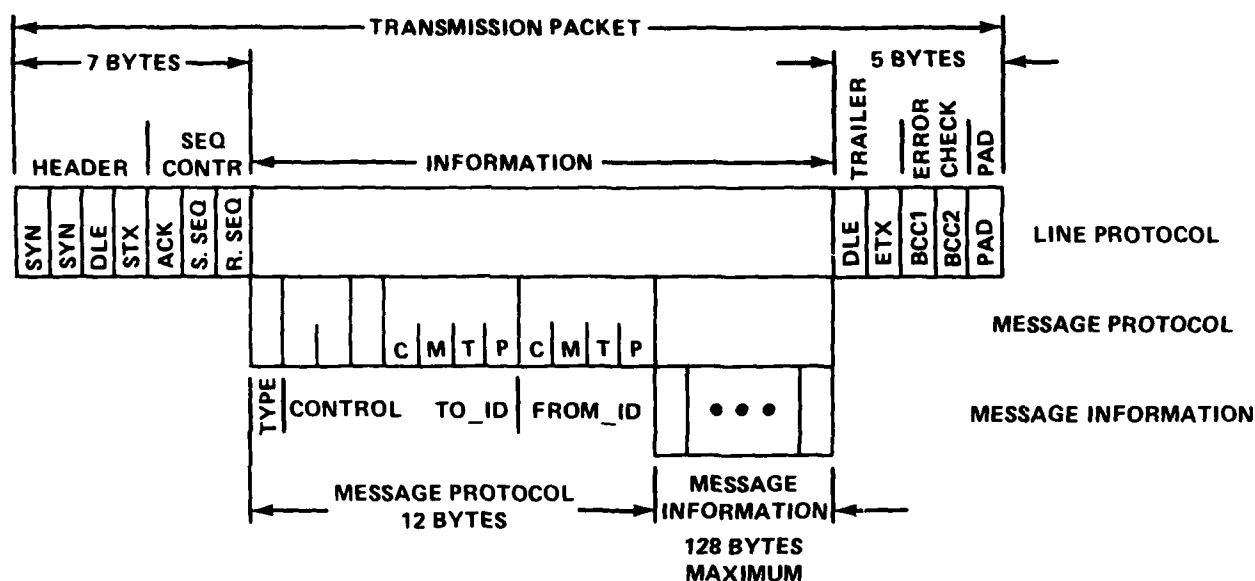 TRANSMISSION PACKET
7 BYTES
5 BYTES
HEADER
SEQ
CONTR
INFORMATION
TRAILER
ERROR
CHECK
PAD
SYN
SYN
DLE
STX
ACK
S. SEQ
R. SEQ
DLE
ETX
BCC1
BCC2
PAD
LINE PROTOCOL
C M T P C M T P
MESSAGE PROTOCOL
TYPE
CONTROL
TO_ID
FROM_ID
• • •
MESSAGE INFORMATION
MESSAGE PROTOCOL
12 BYTES
MESSAGE
INFORMATION
128 BYTES
MAXIMUM